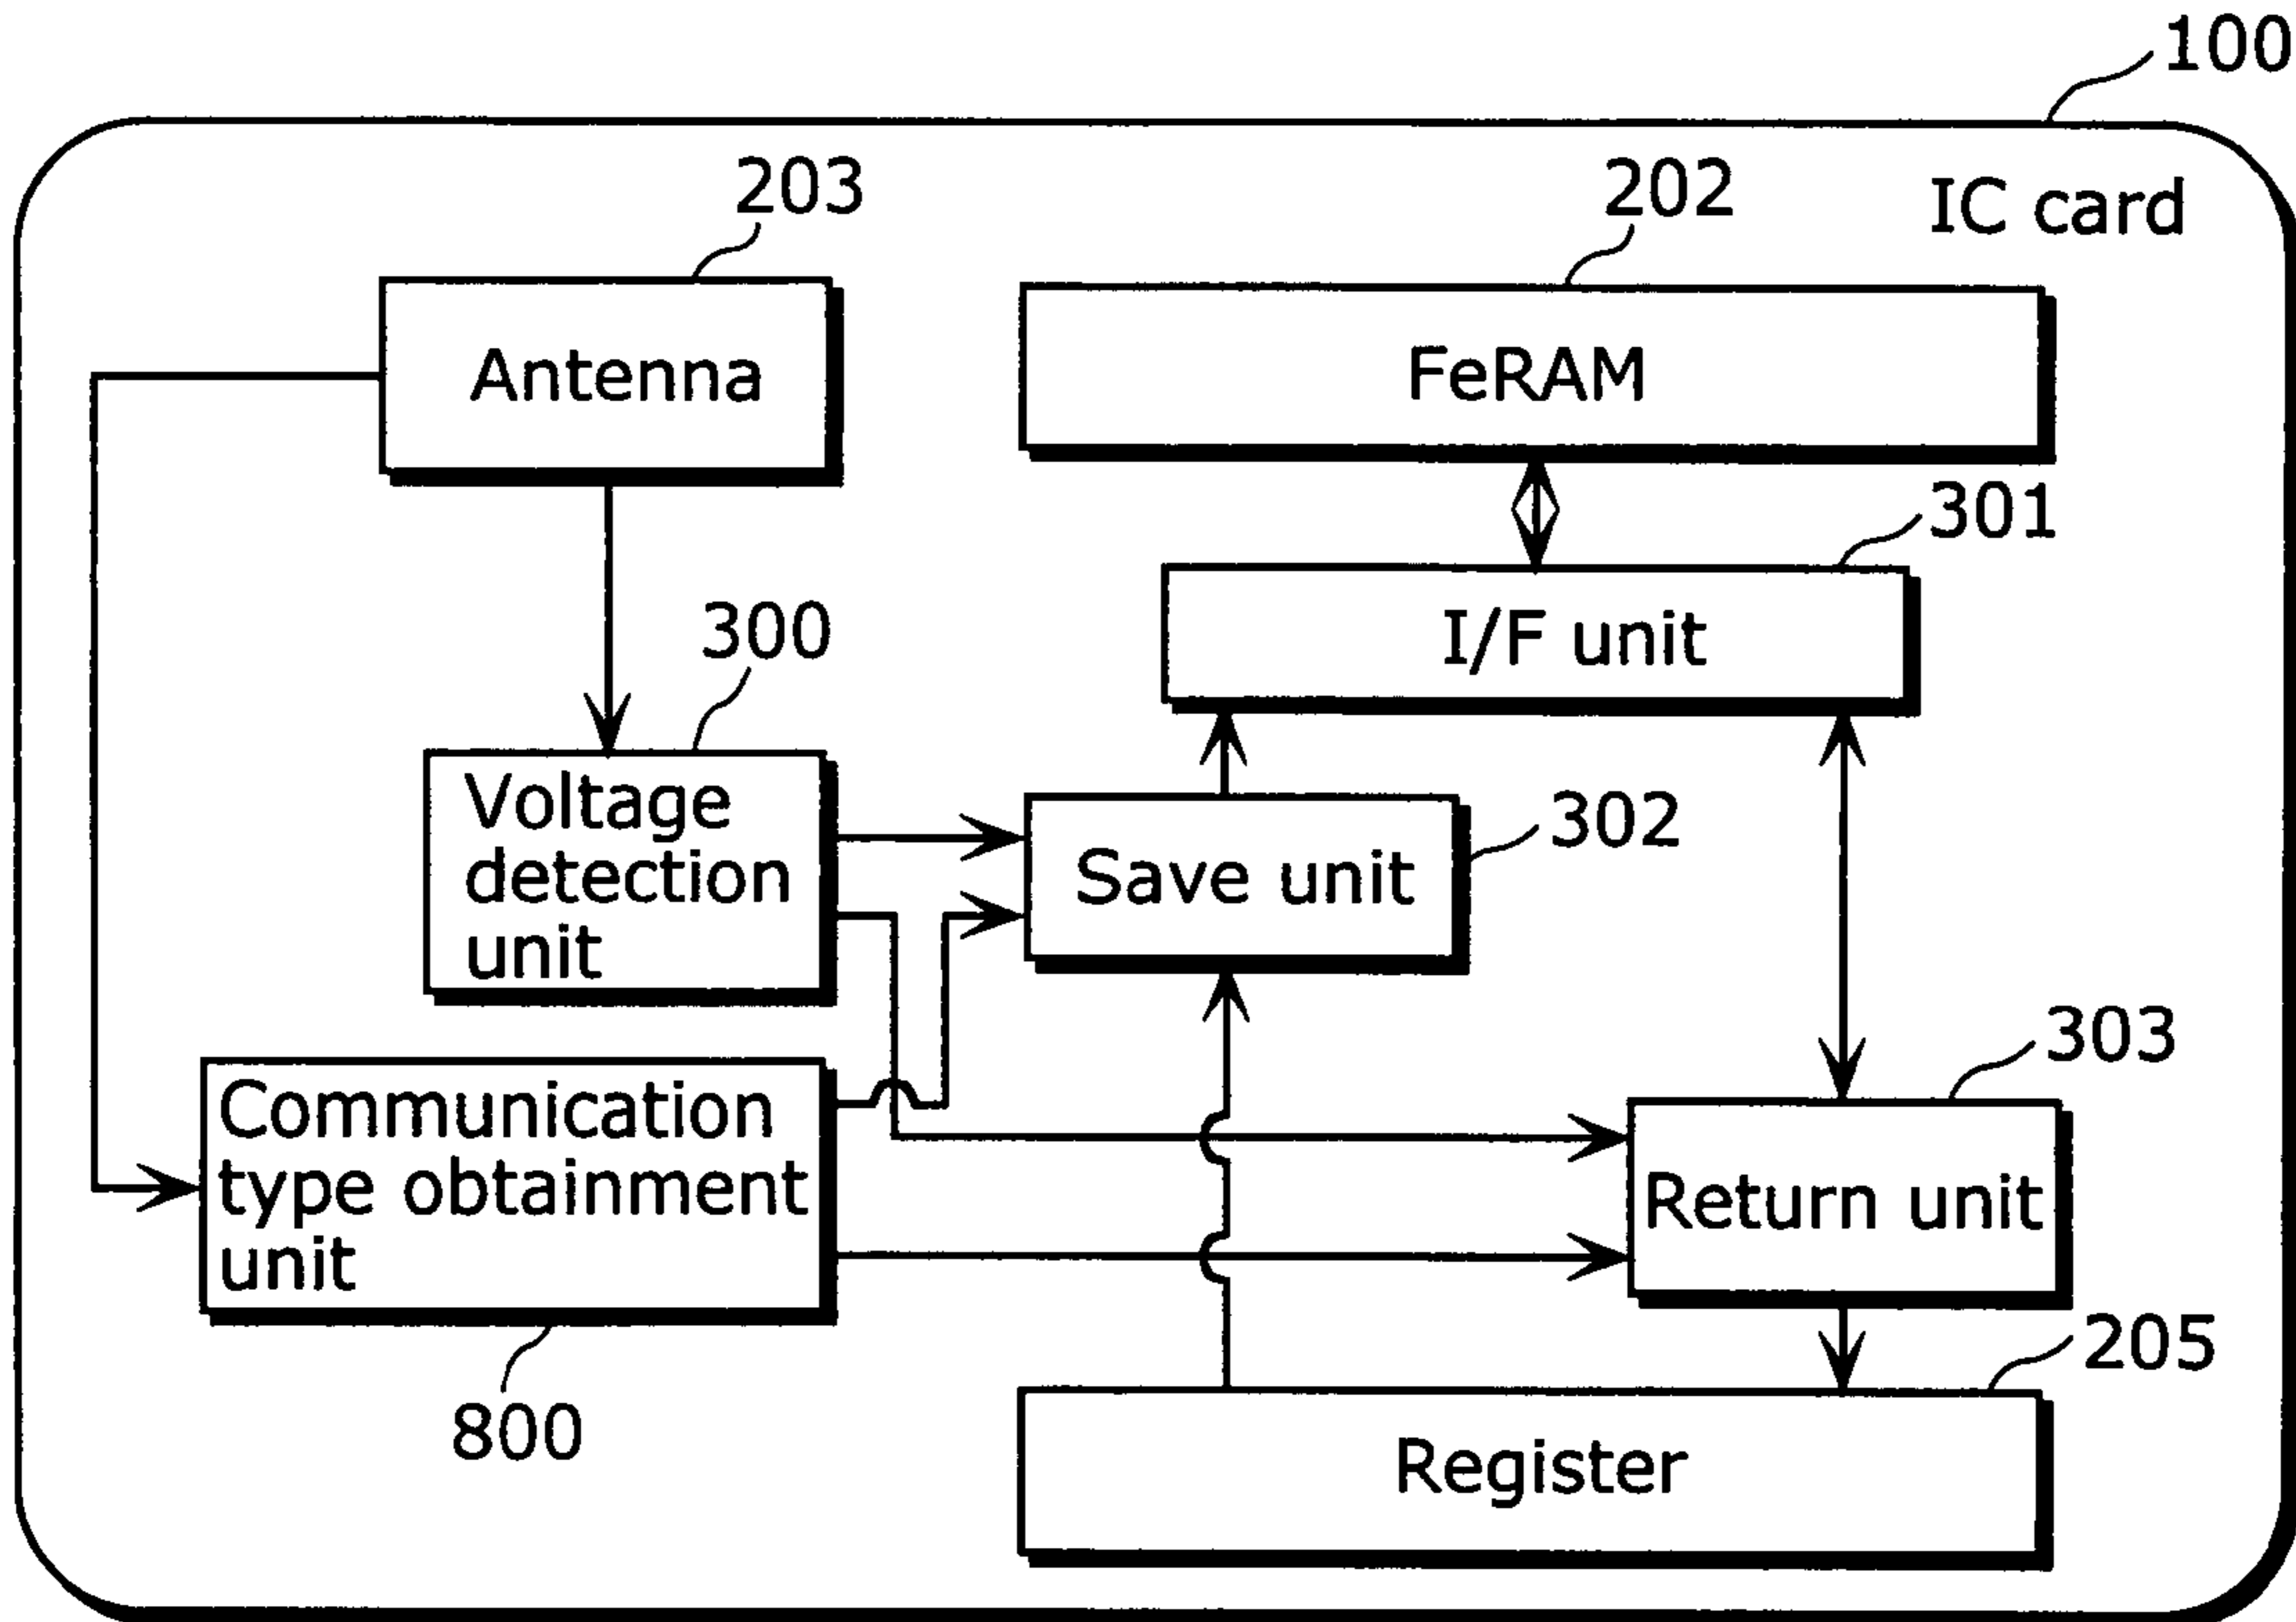 100
IC card
203
202
Antenna
FeRAM
301
I/F unit
300
Voltage
detection
unit
302
Save unit
303
Communication
type obtainment
unit
Return unit
205
800
Register